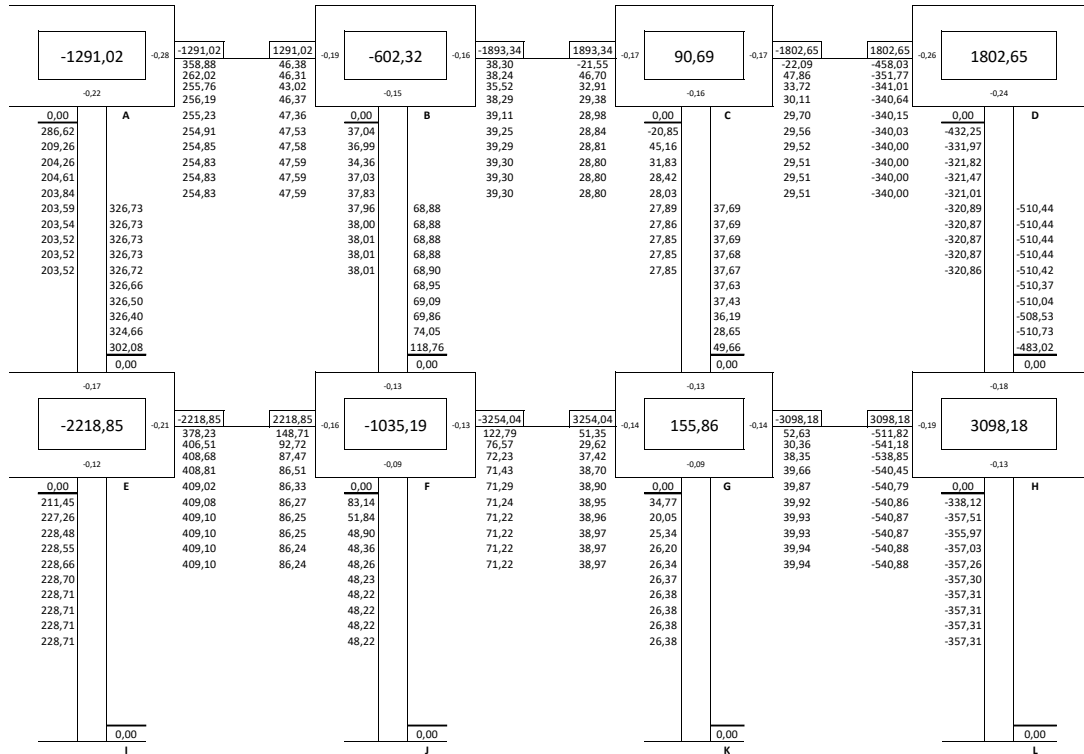 -1291,02 -0,28 -1291,02 1291,02 -0,19 -602,32 -0,16 -1893,34 1893,34 -0,17 90,69 -0,17 -1802,65 1802,65 -0,26 1802,65
358,88 46,38 38,30 -21,55 -22,09 -458,03
262,02 46,31 38,24 46,70 47,86 -351,77
255,76 43,02 35,52 32,91 33,72 -341,01
-0,22 -0,15 -0,16 -0,24
256,19 46,37 38,29 29,38 30,11 -340,64
0,00 A 255,23 47,36 0,00 B 39,11 28,98 0,00 C 29,70 -340,15 0,00 D
286,62 254,91 47,53 37,04 39,25 28,84 -20,85 29,56 -340,03 -432,25
209,26 254,85 47,58 36,99 39,29 28,81 45,16 29,52 -340,00 -331,97
204,26 254,83 47,59 34,36 39,30 28,80 31,83 29,51 -340,00 -321,82
204,61 254,83 47,59 37,03 39,30 28,80 28,42 29,51 -340,00 -321,47
203,84 254,83 47,59 37,83 39,30 28,80 28,03 29,51 -340,00 -321,01
203,59 326,73 37,96 68,88 27,89 37,69 -320,89 -510,44
203,54 326,73 38,00 68,88 27,86 37,69 -320,87 -510,44
203,52 326,73 38,01 68,88 27,85 37,69 -320,87 -510,44
203,52 326,73 38,01 68,88 27,85 37,68 -320,87 -510,44
203,52 326,72 38,01 68,90 27,85 37,67 -320,86 -510,42
326,66 68,95 37,63 -510,37
326,50 69,09 37,43 -510,04
326,40 69,86 36,19 -508,53
324,66 74,05 28,65 -510,73
302,08 118,76 49,66 -483,02
0,00 0,00 0,00 0,00
-0,17 -0,13 -0,13 -0,18
-2218,85 -0,21 -2218,85 2218,85 -0,16 -1035,19 -0,13 -3254,04 3254,04 -0,14 155,86 -0,14 -3098,18 3098,18 -0,19 3098,18
378,23 148,71 122,79 51,35 52,63 -511,82
406,51 92,72 76,57 29,62 30,36 -541,18
408,68 87,47 72,23 37,42 38,35 -538,85
-0,12 -0,09 -0,09 -0,13
408,81 86,51 71,43 38,70 39,66 -540,45
0,00 E 409,02 86,33 0,00 F 71,29 38,90 0,00 G 39,87 -540,79 0,00 H
211,45 409,08 86,27 83,14 71,24 38,95 34,77 39,92 -540,86 -338,12
227,26 409,10 86,25 51,84 71,22 38,96 20,05 39,93 -540,87 -357,51
228,48 409,10 86,25 48,90 71,22 38,97 25,34 39,93 -540,87 -355,97
228,55 409,10 86,24 48,36 71,22 38,97 26,20 39,94 -540,88 -357,03
228,66 409,10 86,24 48,26 71,22 38,97 26,34 39,94 -540,88 -357,26
228,70 48,23 26,37 -357,30
228,71 48,22 26,38 -357,31
228,71 48,22 26,38 -357,31
228,71 48,22 26,38 -357,31
228,71 48,22 26,38 -357,31
0,00 0,00 0,00 0,00
I J K L